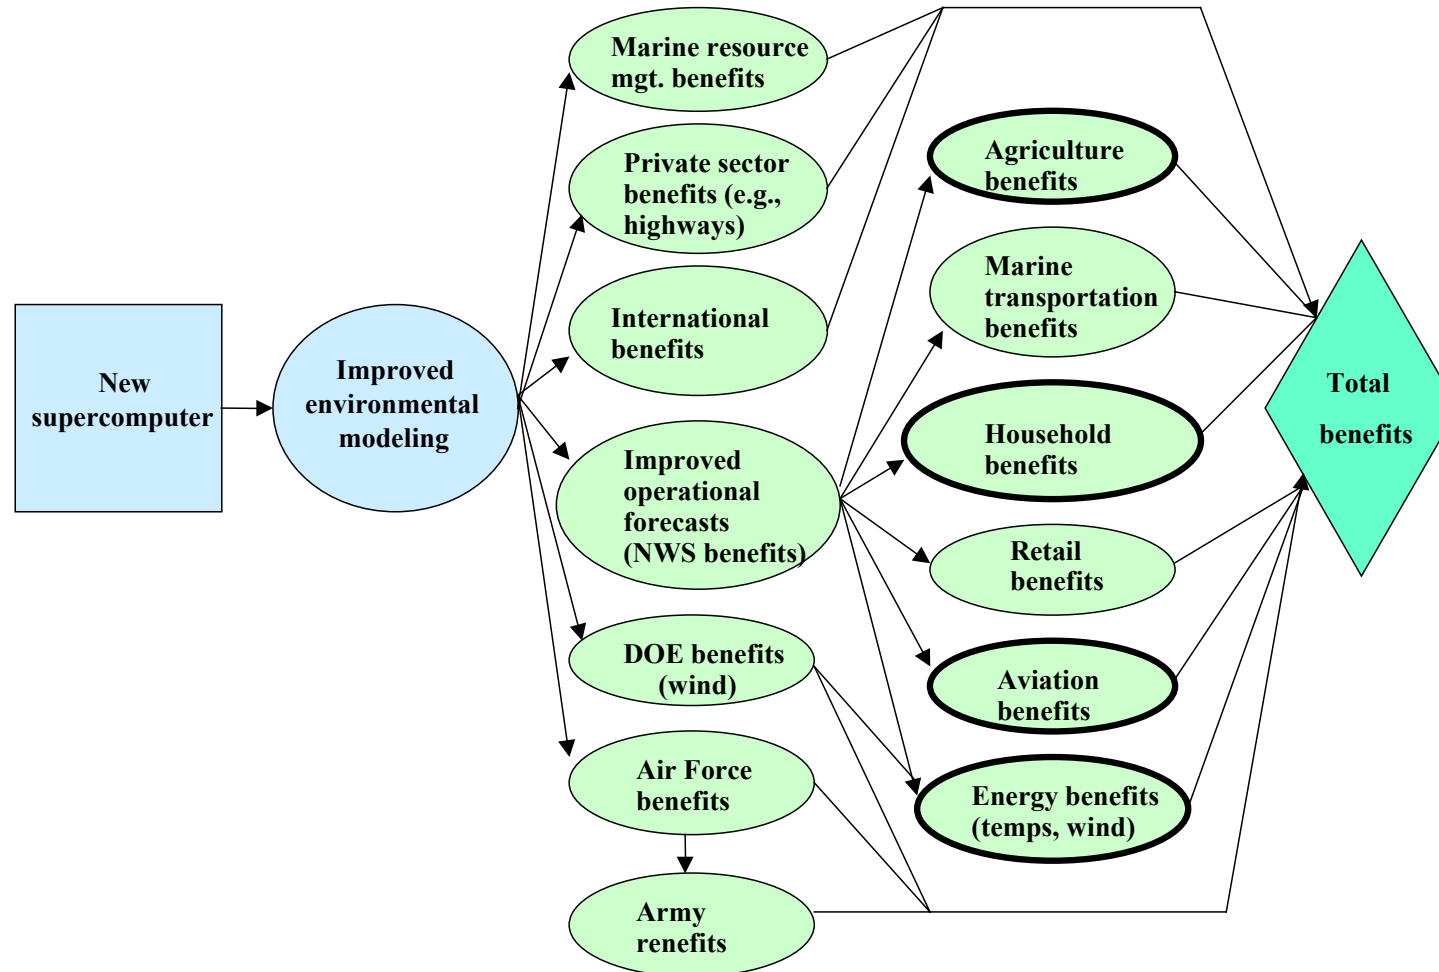 New
supercomputer
Improved
environmental
modeling
Marine resource
mgt. benefits
Private sector
benefits (e.g.,
highways)
International
benefits
Improved
operational
forecasts
(NWS benefits)
DOE benefits
(wind)
Air Force
benefits
Army
renefits
Agriculture
benefits
Marine
transportation
benefits
Household
benefits
Retail
benefits
Aviation
benefits
Energy benefits
(temps, wind)
Total
benefits